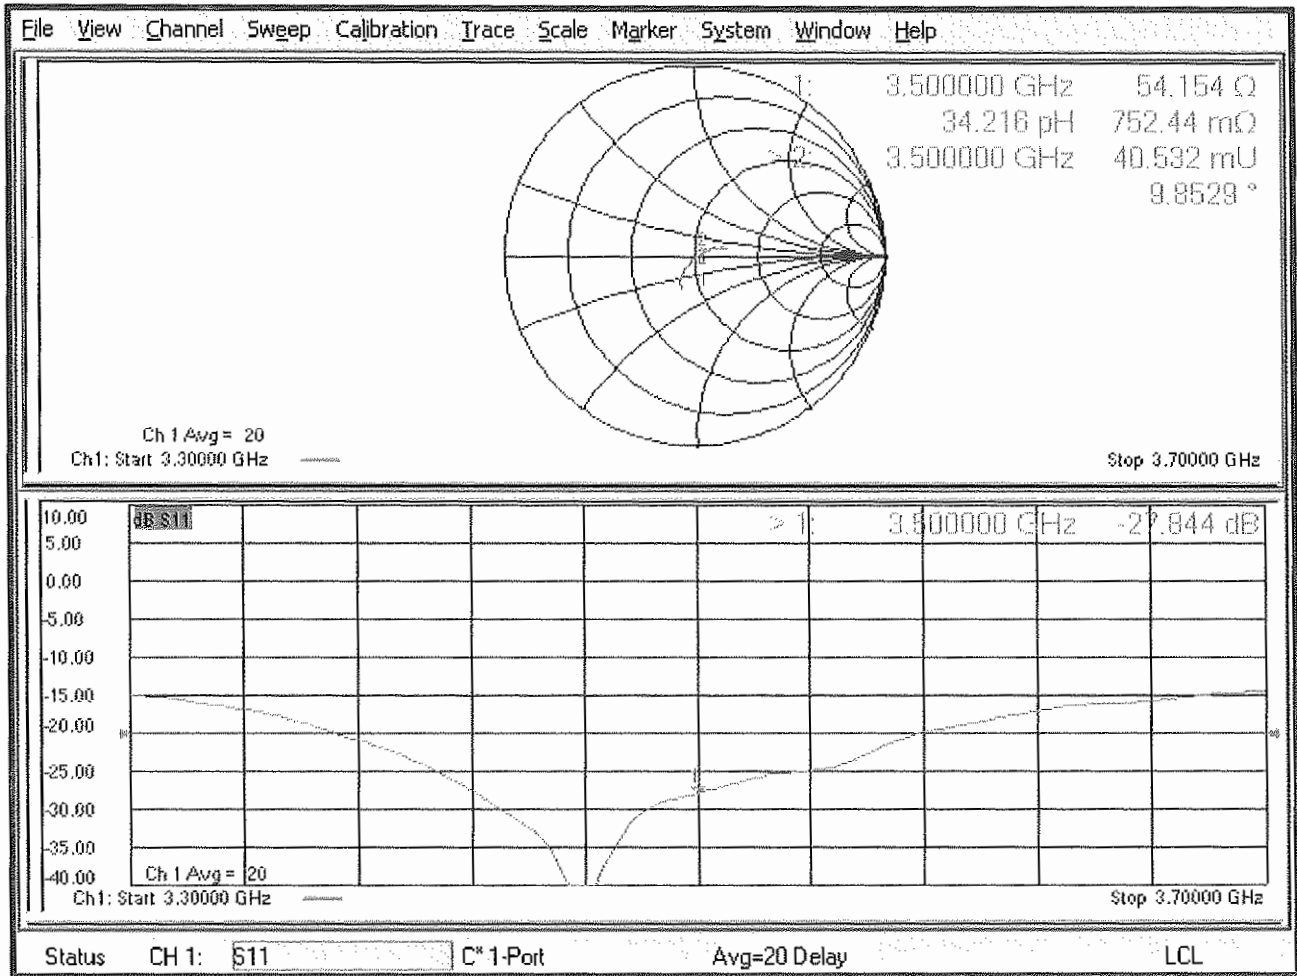 File View Channel Sweep Calibration Trace Scale Marker System Window Help
1: 3.500000 GHz 54.154 Ω
34.216 pH 752.44 mΩ
> 2: 3.500000 GHz 40.532 mU
9.8529 °
Ch 1 Avg = 20
Ch1: Start 3.30000 GHz
Stop 3.70000 GHz
10.00 dB S11 > 1: 3.500000 GHz -27.844 dB
5.00
0.00
-5.00
-10.00
-15.00
-20.00
-25.00
-30.00
-35.00
-40.00 Ch 1 Avg = 20
Ch1: Start 3.30000 GHz
Stop 3.70000 GHz
Status CH 1: S11 C* 1-Port Avg=20 Delay LCL